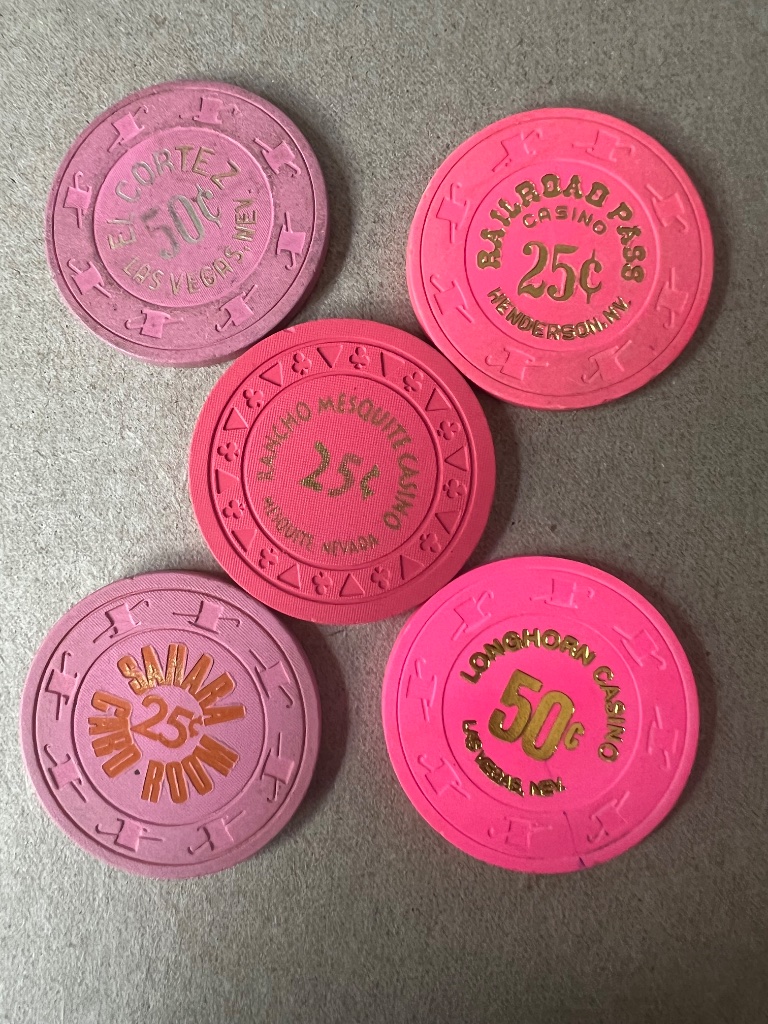 El CORTEZ
50¢
LAS VEGAS NEV.
RAILROAD PASS
CASINO
25¢
HENDERSON, NV.
RANCHO MESQUITE CASINO
25¢
MESQUITE NEVADA
SAHARA
25¢
CARD ROOM
LONGHORN CASINO
50¢
LAS VEGAS, NEV.